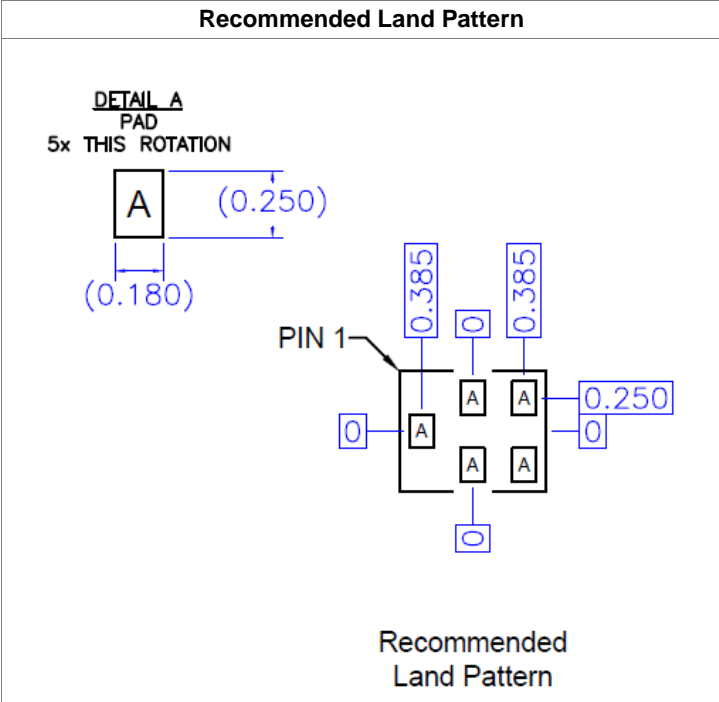 Recommended Land Pattern
DETAIL A
PAD
5x THIS ROTATION
A
(0.250)
(0.180)
0.385
0
0.385
PIN 1
A
A
0.250
0
A
0
A
A
0
Recommended
Land Pattern